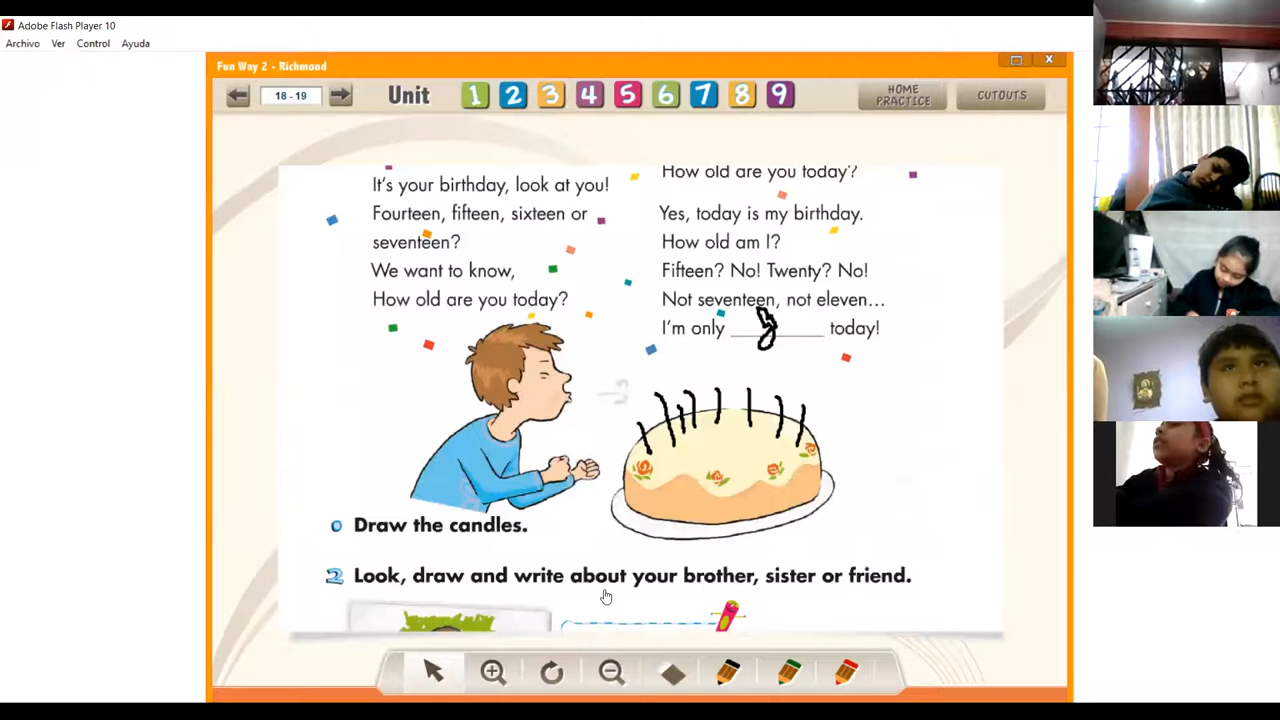 Adobe Flash Player 10
Archivo Ver Control Ayuda
Fun Way 2 - Richmond
X
18 - 19
Unit
1 2 3 4 5 6 7 8 9
HOME PRACTICE
CUTOUTS
It's your birthday, look at you!
Fourteen, fifteen, sixteen or
seventeen?
We want to know,
How old are you today?
How old are you today?
Yes, today is my birthday.
How old am I?
Fifteen? No! Twenty? No!
Not seventeen, not eleven...
I'm only ________ today!
Draw the candles.
2 Look, draw and write about your brother, sister or friend.